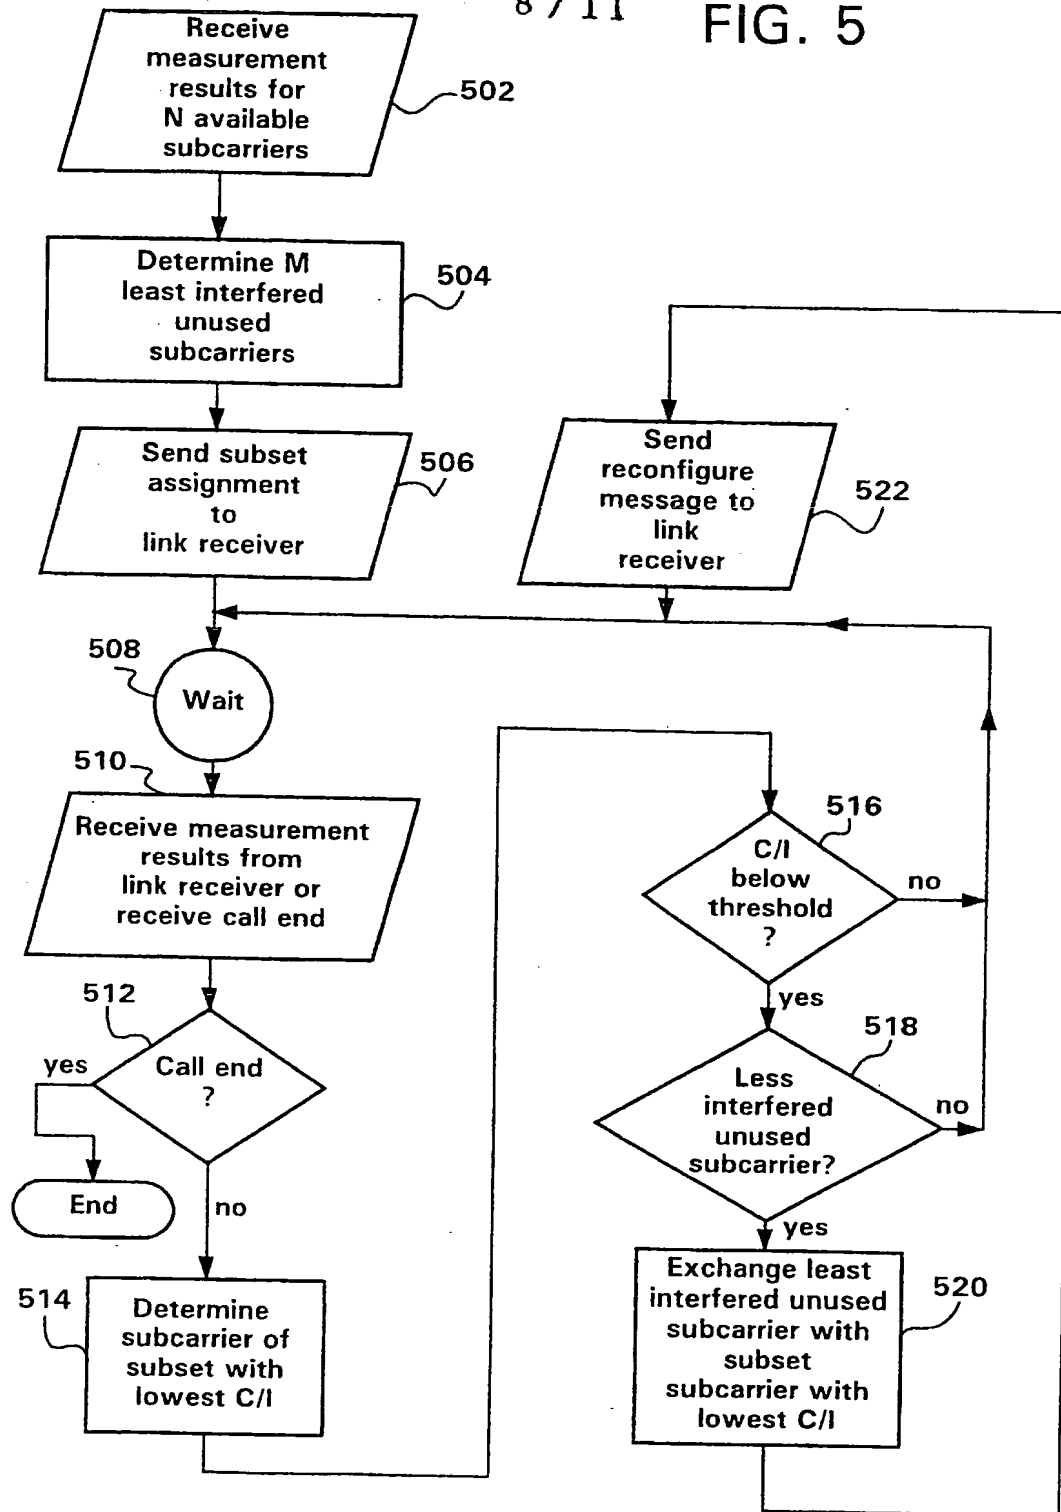 8/11
FIG. 5
Receive
measurement
results for
N available
subcarriers
502
Determine M
least interfered
unused
subcarriers
504
Send subset
assignment
to
link receiver
506
Send
reconfigure
message to
link
receiver
522
508
Wait
510
Receive measurement
results from
link receiver or
receive call end
512
yes
Call end
?
End
no
514
Determine
subcarrier of
subset with
lowest C/I
516
C/I
below
threshold
?
no
yes
518
Less
interfered
unused
subcarrier?
no
yes
Exchange least
interfered unused
subcarrier with
subset
subcarrier with
lowest C/I
520